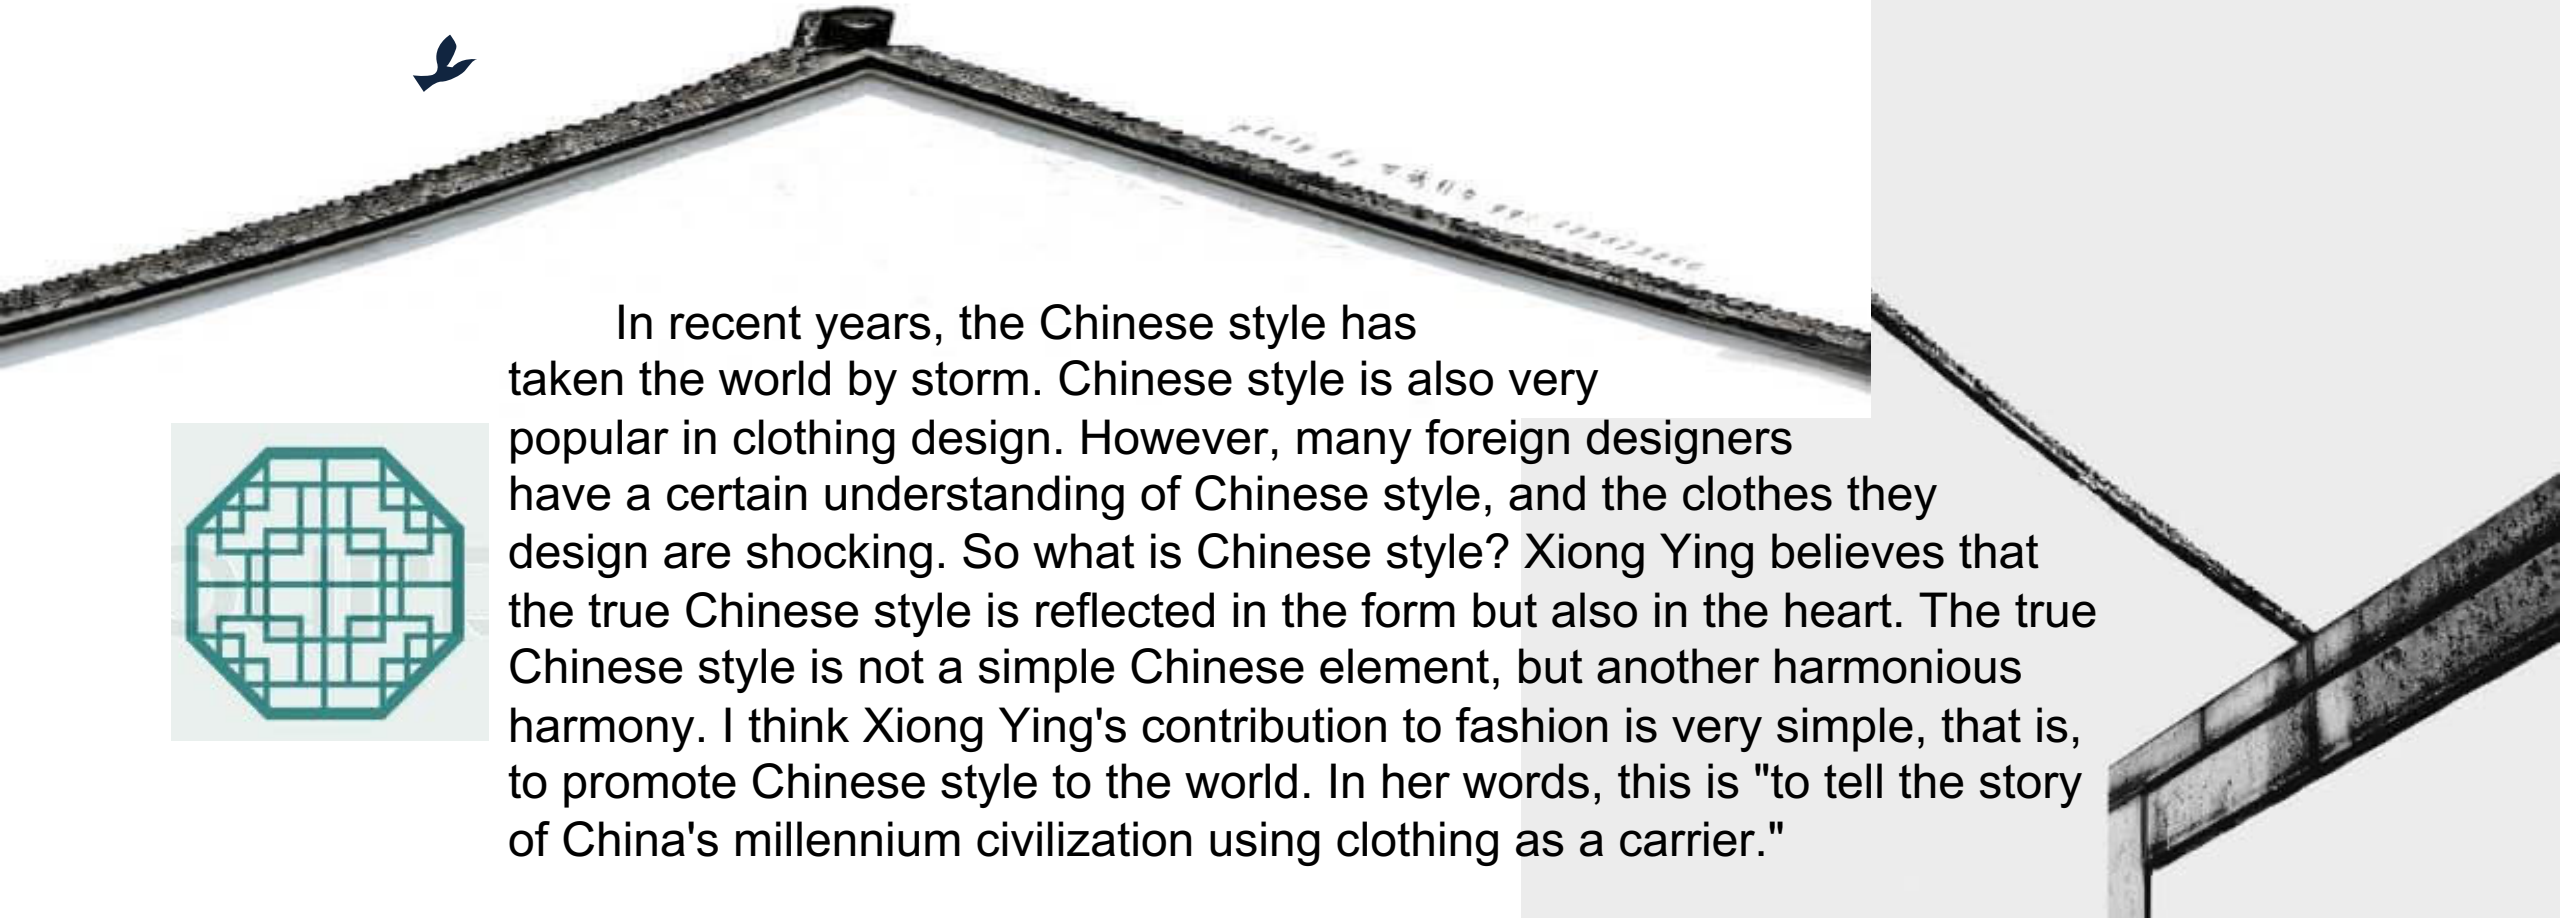 photo by
In recent years, the Chinese style has
taken the world by storm. Chinese style is also very
popular in clothing design. However, many foreign designers
have a certain understanding of Chinese style, and the clothes they
design are shocking. So what is Chinese style? Xiong Ying believes that
the true Chinese style is reflected in the form but also in the heart. The true
Chinese style is not a simple Chinese element, but another harmonious
harmony. I think Xiong Ying's contribution to fashion is very simple, that is,
to promote Chinese style to the world. In her words, this is "to tell the story
of China's millennium civilization using clothing as a carrier."